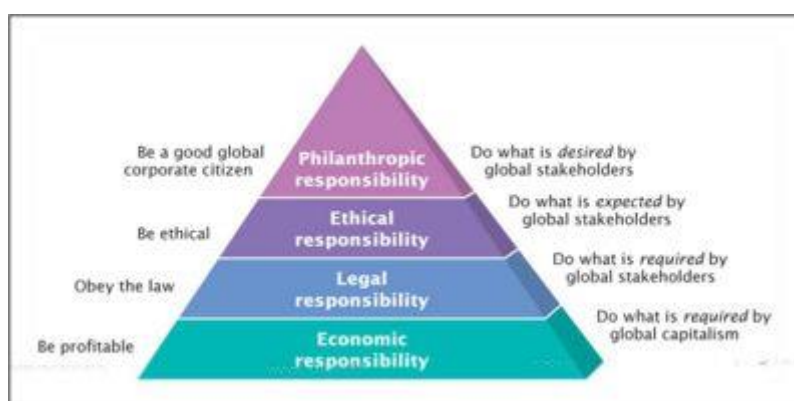 Be a good global
corporate citizen
Philanthropic
responsibility
Do what is desired by
global stakeholders
Be ethical
Ethical
responsibility
Do what is expected by
global stakeholders
Obey the law
Legal
responsibility
Do what is required by
global stakeholders
Be profitable
Economic
responsibility
Do what is required by
global capitalism